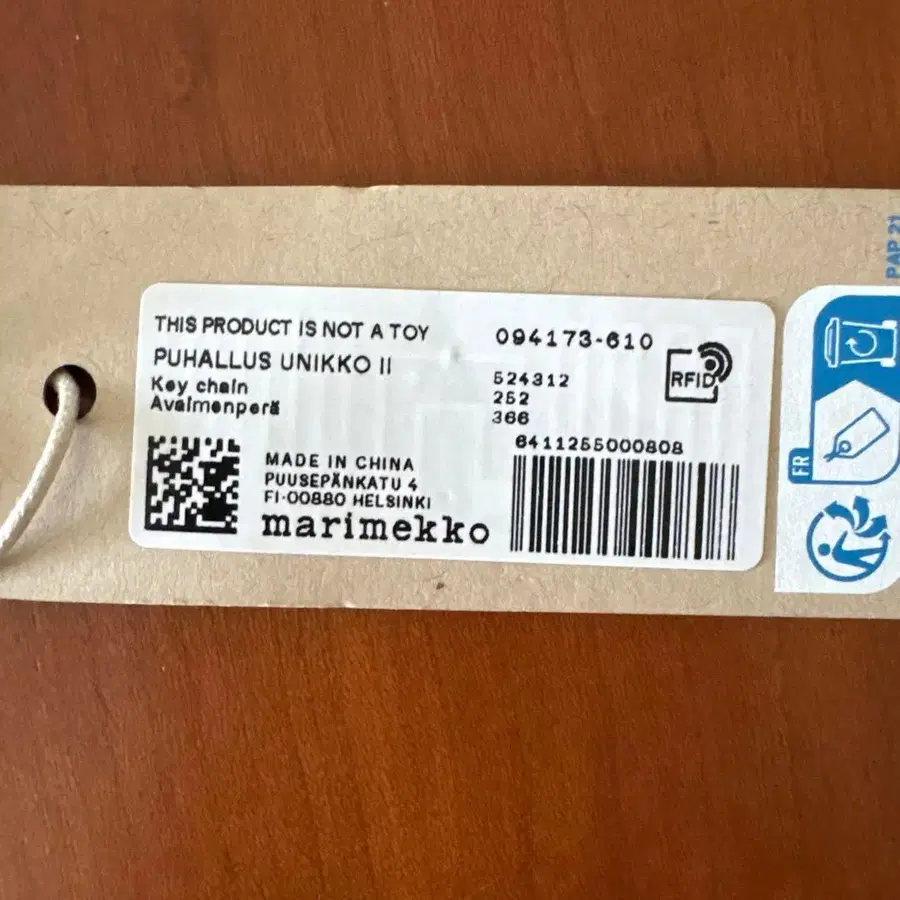 THIS PRODUCT IS NOT A TOY
PUHALLUS UNIKKO II
Key chain
Avaimenperä
094173-610
RFID
524312
252
366
6411255000808
MADE IN CHINA
PUUSEPÄNKATU 4
FI-00880 HELSINKI
marimekko
PAP 21
FR